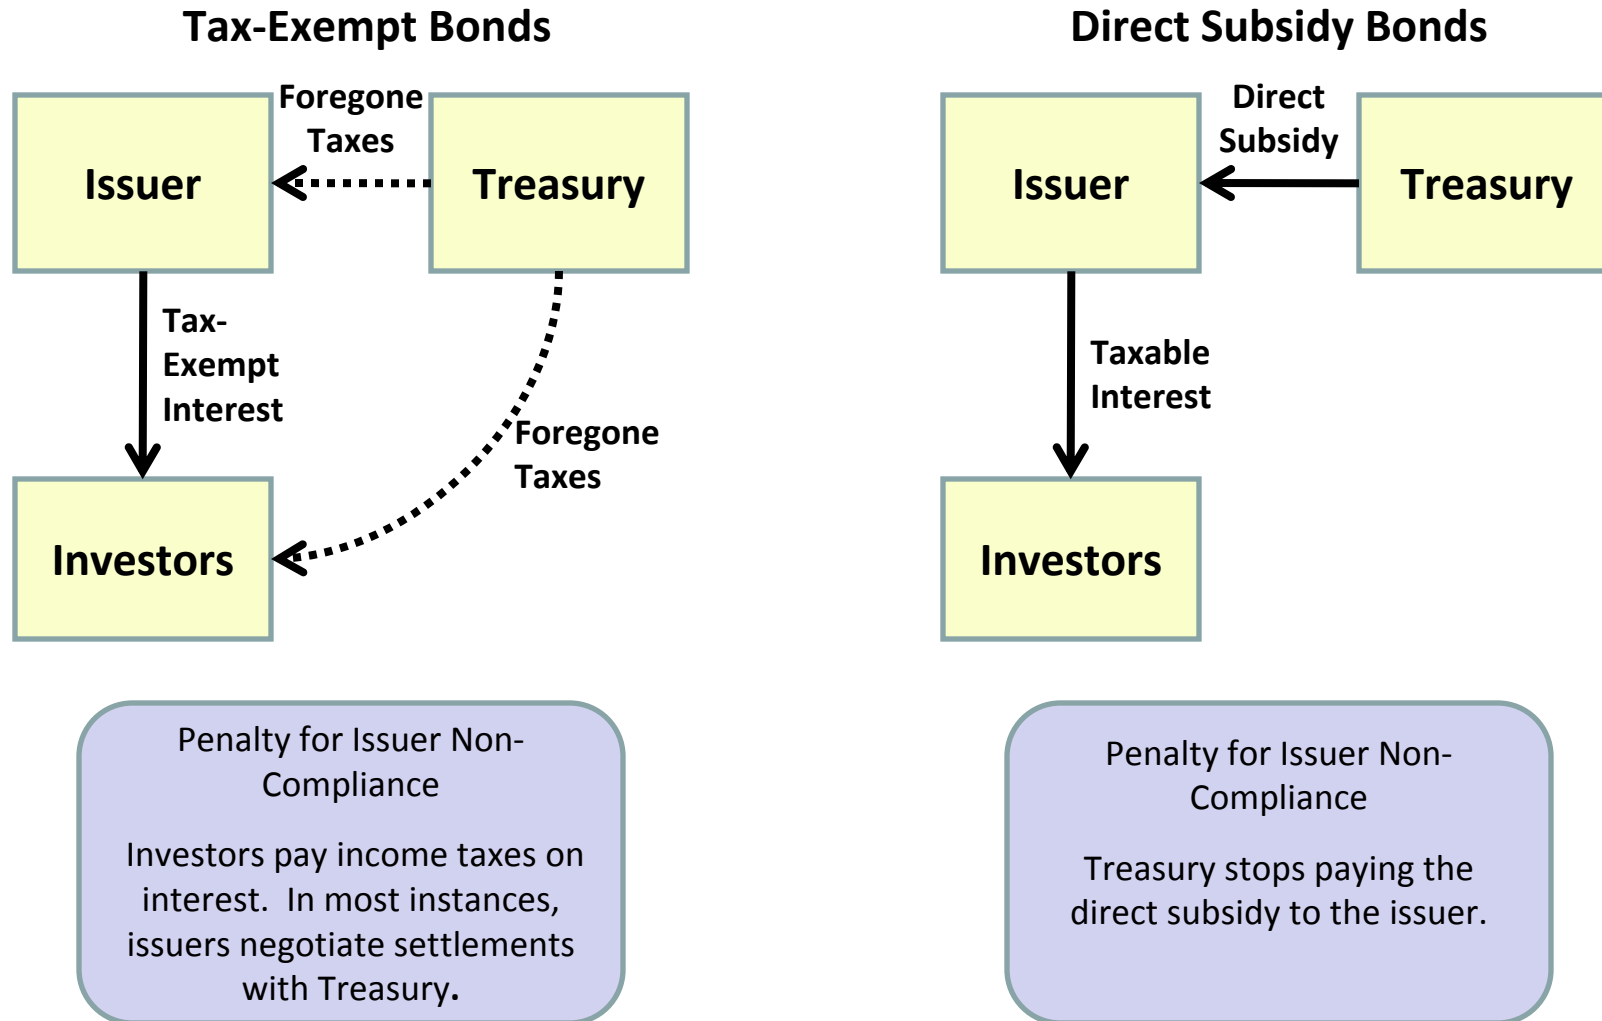 Tax-Exempt Bonds
Foregone
Taxes
Issuer
Treasury
Tax-
Exempt
Interest
Foregone
Taxes
Investors
Penalty for Issuer Non-
Compliance
Investors pay income taxes on
interest.  In most instances,
issuers negotiate settlements
with Treasury.
Direct Subsidy Bonds
Direct
Subsidy
Issuer
Treasury
Taxable
Interest
Investors
Penalty for Issuer Non-
Compliance
Treasury stops paying the
direct subsidy to the issuer.